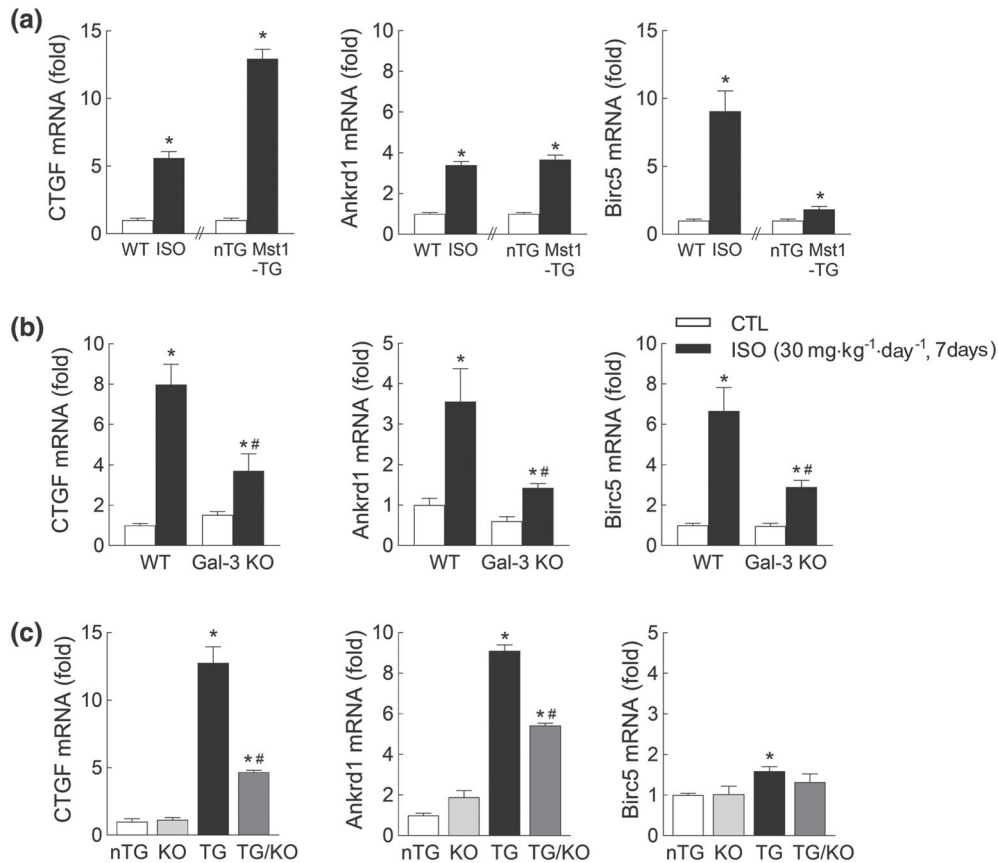 (a)
CTGF mRNA (fold)
15
10
5
0
*
*
WT ISO // nTG Mst1
-TG
Ankrd1 mRNA (fold)
8
6
4
2
0
*
*
WT ISO // nTG Mst1
-TG
Birc5 mRNA (fold)
15
10
5
0
*
*
WT ISO // nTG Mst1
-TG
(b)
CTL
ISO (30 mg·kg⁻¹·day⁻¹, 7days)
CTGF mRNA (fold)
10
8
6
4
2
0
*
*#
WT Gal-3 KO
Ankrd1 mRNA (fold)
5
4
3
2
1
0
*
*#
WT Gal-3 KO
Birc5 mRNA (fold)
10
8
6
4
2
0
*
*#
WT Gal-3 KO
(c)
CTGF mRNA (fold)
15
10
5
0
*
*#
nTG KO TG TG/KO
Ankrd1 mRNA (fold)
10
8
6
4
2
0
*
*#
nTG KO TG TG/KO
Birc5 mRNA (fold)
5
4
3
2
1
0
*
nTG KO TG TG/KO